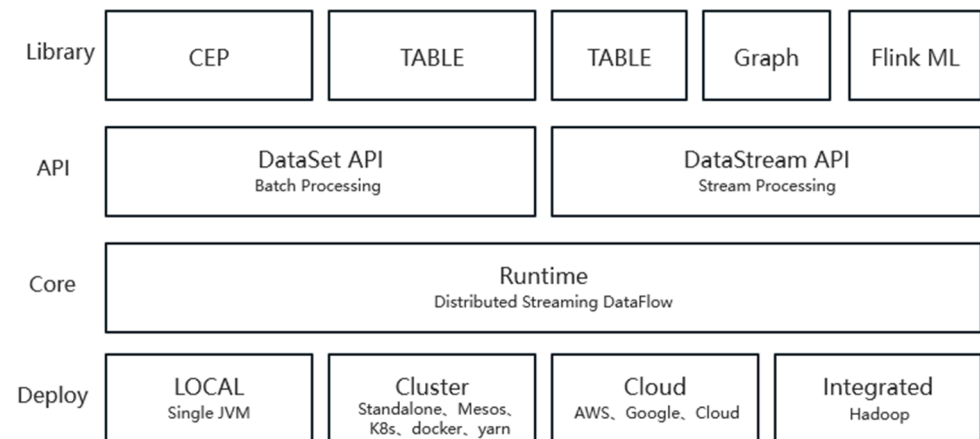 Library
CEP
TABLE
TABLE
Graph
Flink ML
API
DataSet API
Batch Processing
DataStream API
Stream Processing
Core
Runtime
Distributed Streaming DataFlow
Deploy
LOCAL
Single JVM
Cluster
Standalone、Mesos、
K8s、docker、yarn
Cloud
AWS、Google、Cloud
Integrated
Hadoop